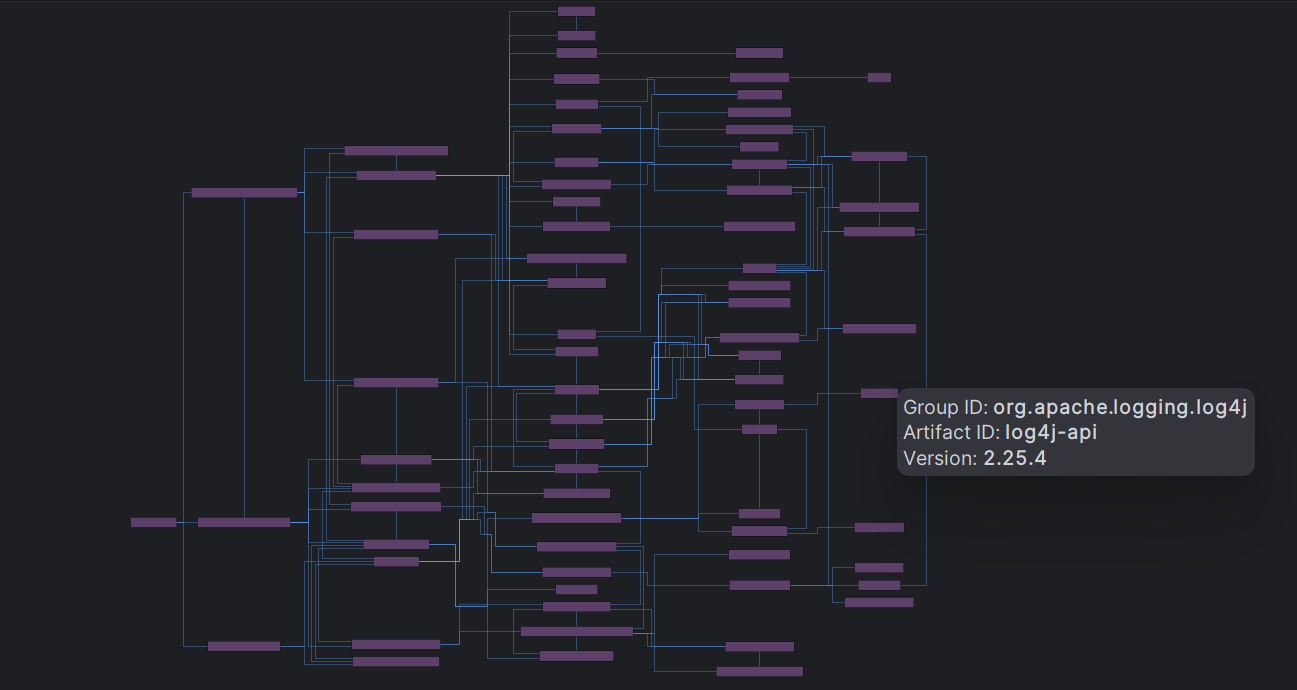 Group ID: org.apache.logging.log4j
Artifact ID: log4j-api
Version: 2.25.4